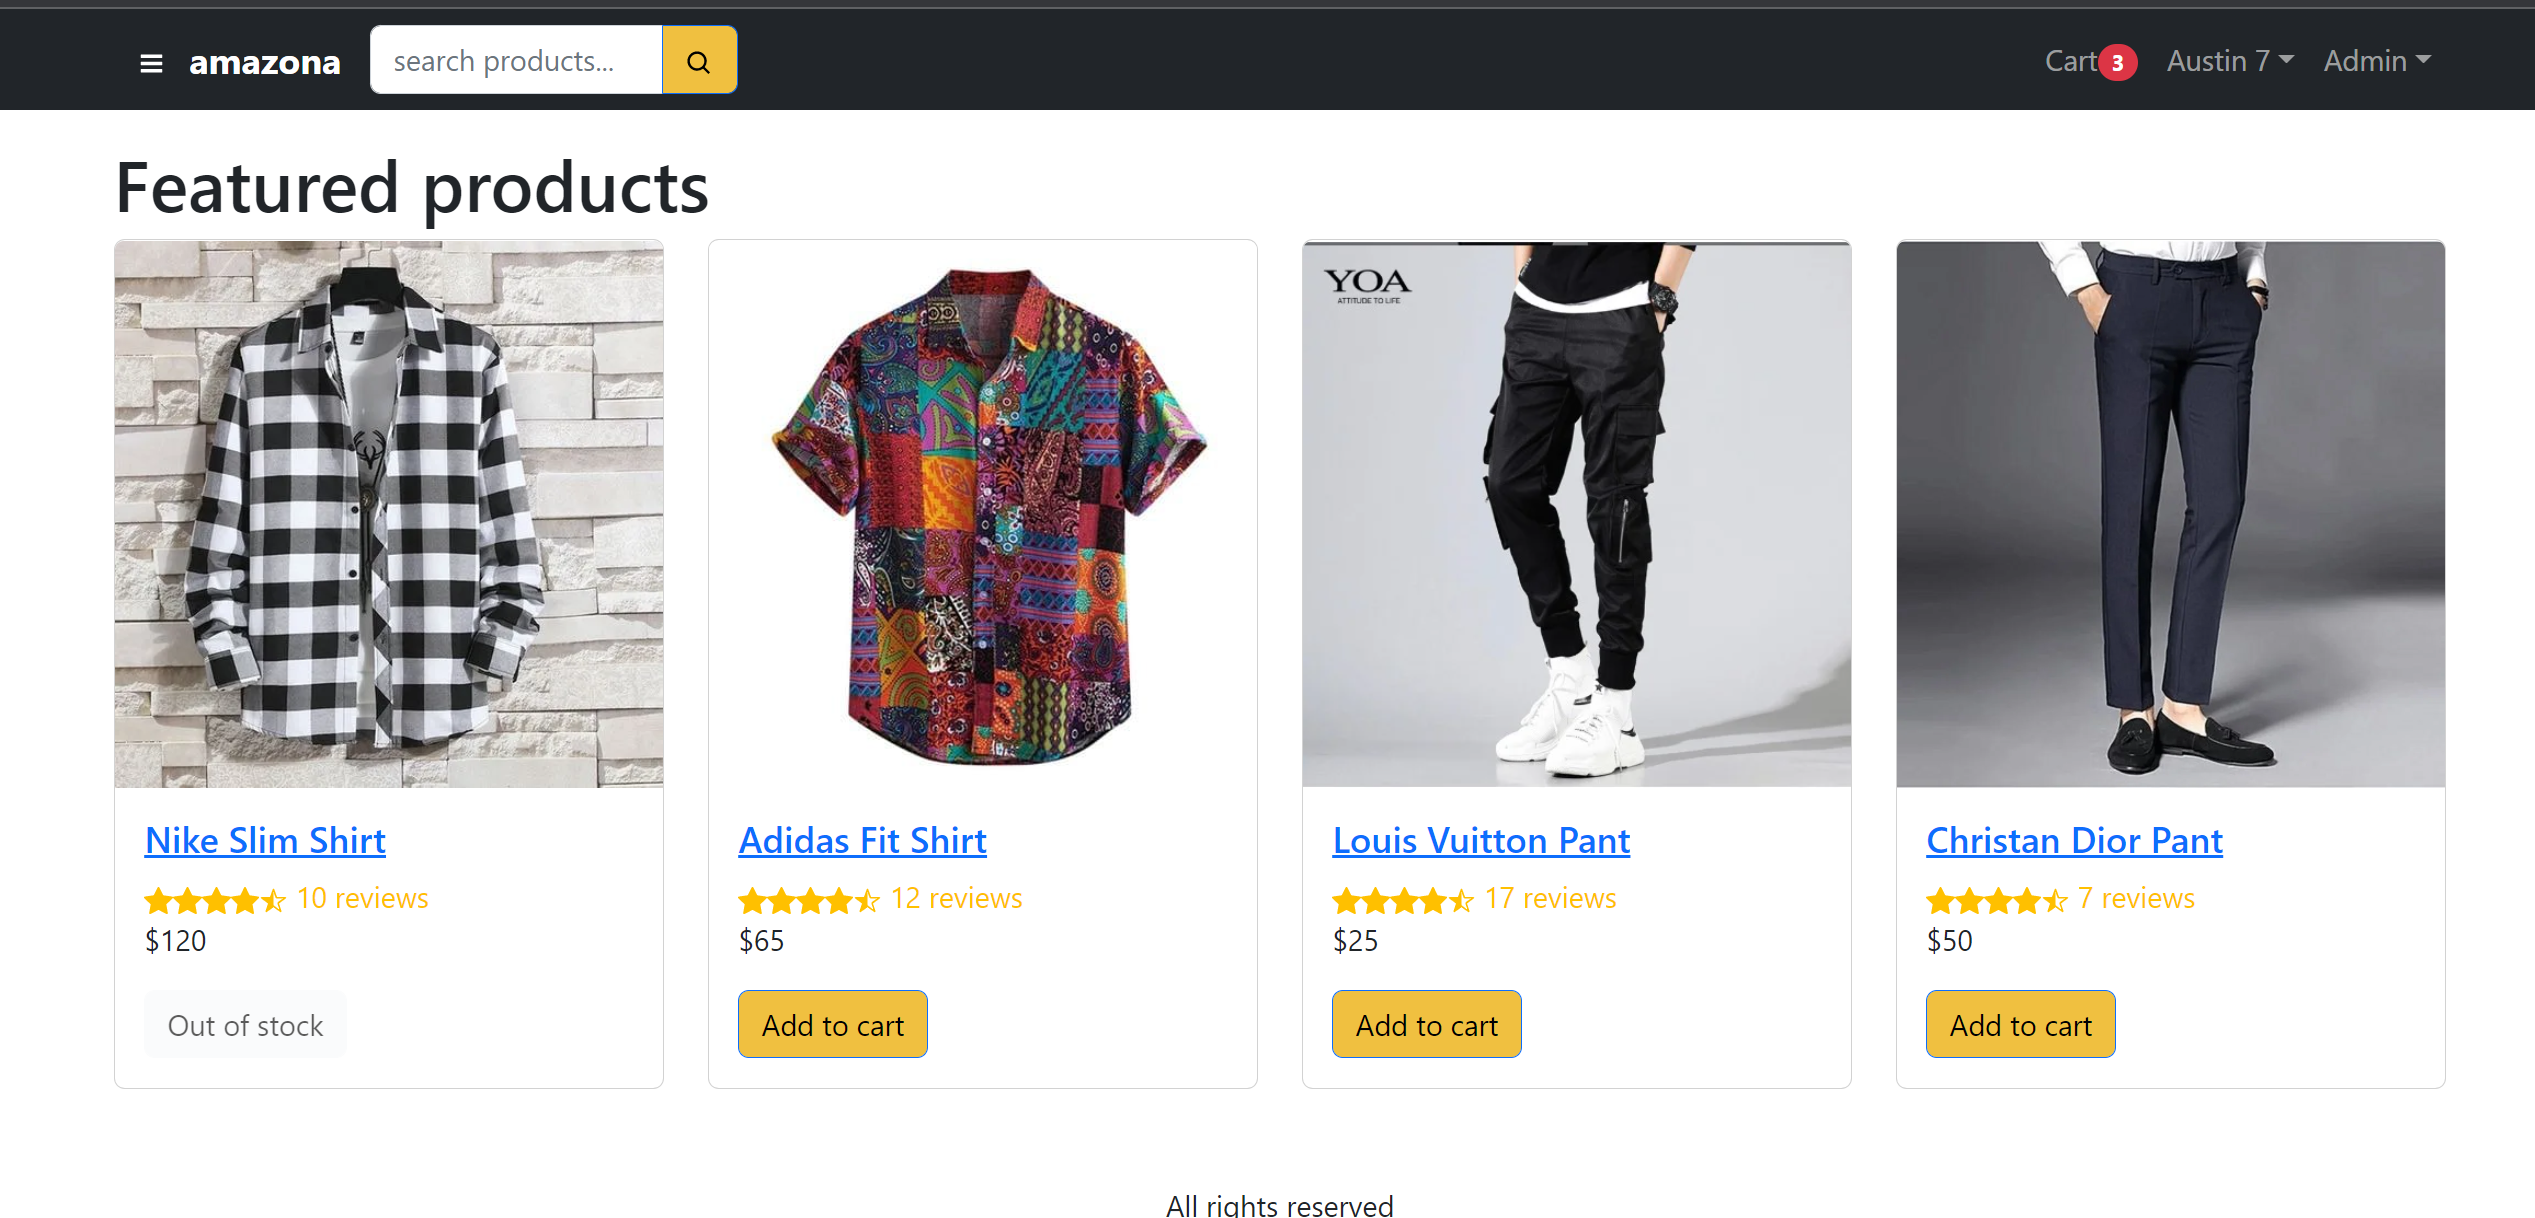 amazona
search products...
Cart 3
Austin 7
Admin
Featured products
YOA
ATTITUDE TO LIFE
Nike Slim Shirt
10 reviews
$120
Out of stock
Adidas Fit Shirt
12 reviews
$65
Add to cart
Louis Vuitton Pant
17 reviews
$25
Add to cart
Christan Dior Pant
7 reviews
$50
Add to cart
All rights reserved